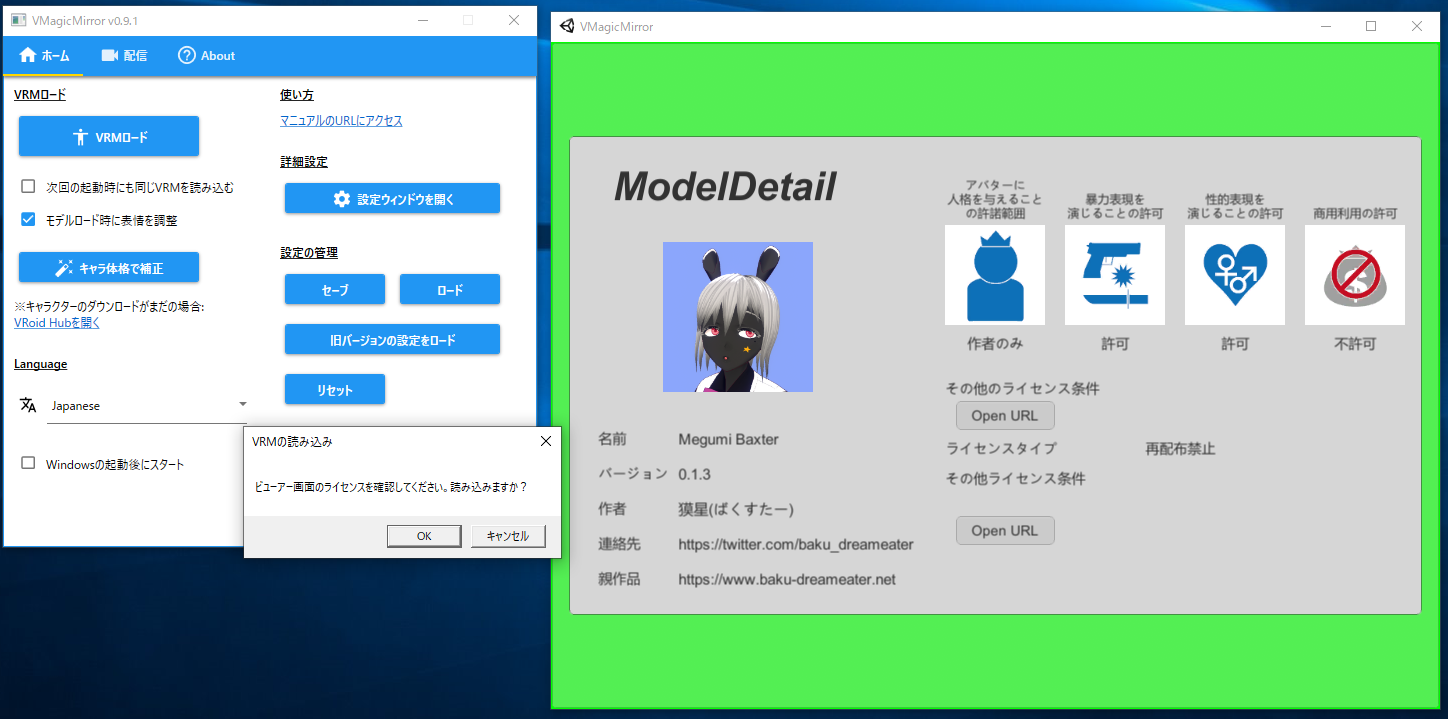 VMagicMirror v0.9.1
ホーム
配信
About
VRMロード
VRMロード
次回の起動時にも同じVRMを読み込む
モデルロード時に表情を調整
キャラ体格で補正
※キャラクターのダウンロードがまだの場合:
VRoid Hubを開く
Language
Japanese
Windowsの起動後にスタート
使い方
マニュアルのURLにアクセス
詳細設定
設定ウィンドウを開く
設定の管理
セーブ
ロード
旧バージョンの設定をロード
リセット
VRMの読み込み
ビューアー画面のライセンスを確認してください。読み込みますか？
OK
キャンセル
VMagicMirror
ModelDetail
名前
Megumi Baxter
バージョン
0.1.3
作者
獏星(ばくすたー)
連絡先
https://twitter.com/baku_dreameater
親作品
https://www.baku-dreameater.net
アバターに
人格を与えること
の許諾範囲
作者のみ
暴力表現を
演じることの許可
許可
性的表現を
演じることの許可
許可
商用利用の許可
不許可
その他のライセンス条件
Open URL
ライセンスタイプ
再配布禁止
その他ライセンス条件
Open URL